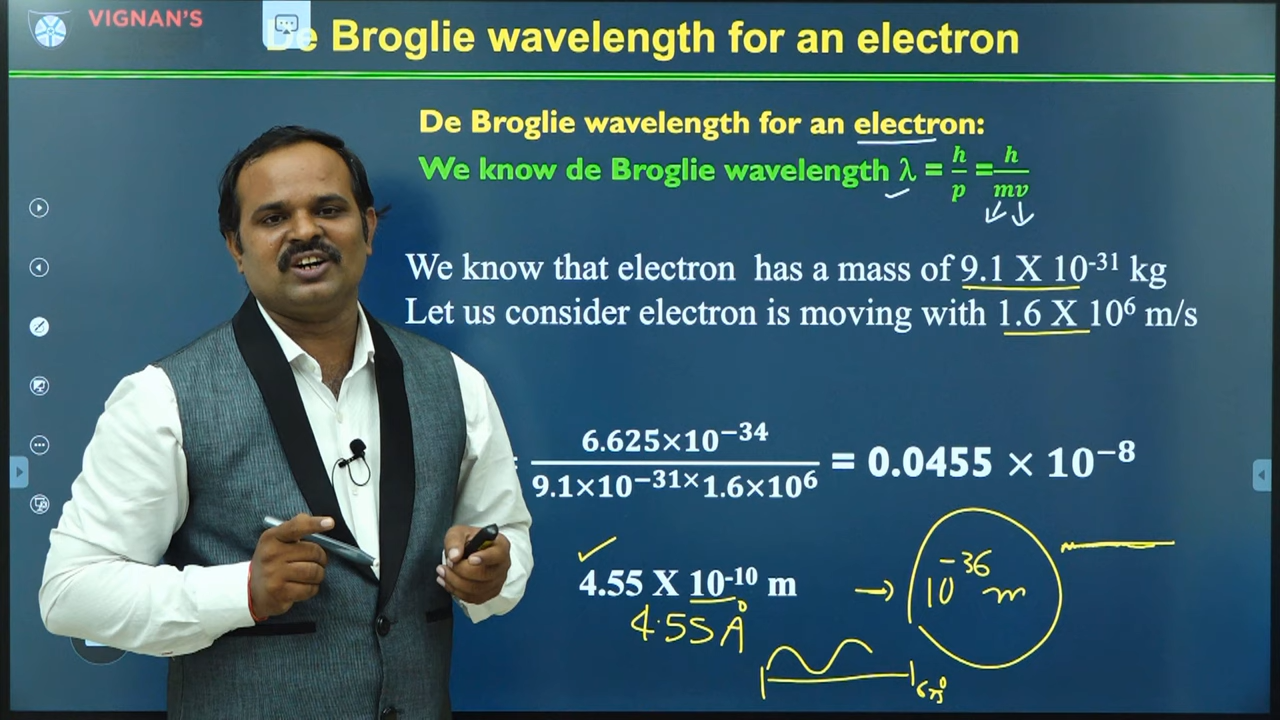 VIGNAN'S
De Broglie wavelength for an electron
De Broglie wavelength for an electron:
We know de Broglie wavelength λ = h/p = h/mv
We know that electron has a mass of 9.1 X 10⁻³¹ kg
Let us consider electron is moving with 1.6 X 10⁶ m/s
6.625×10⁻³⁴ / 9.1×10⁻³¹×1.6×10⁶ = 0.0455 × 10⁻⁸
4.55 X 10⁻¹⁰ m → 10⁻³⁶ m
4.55 Å